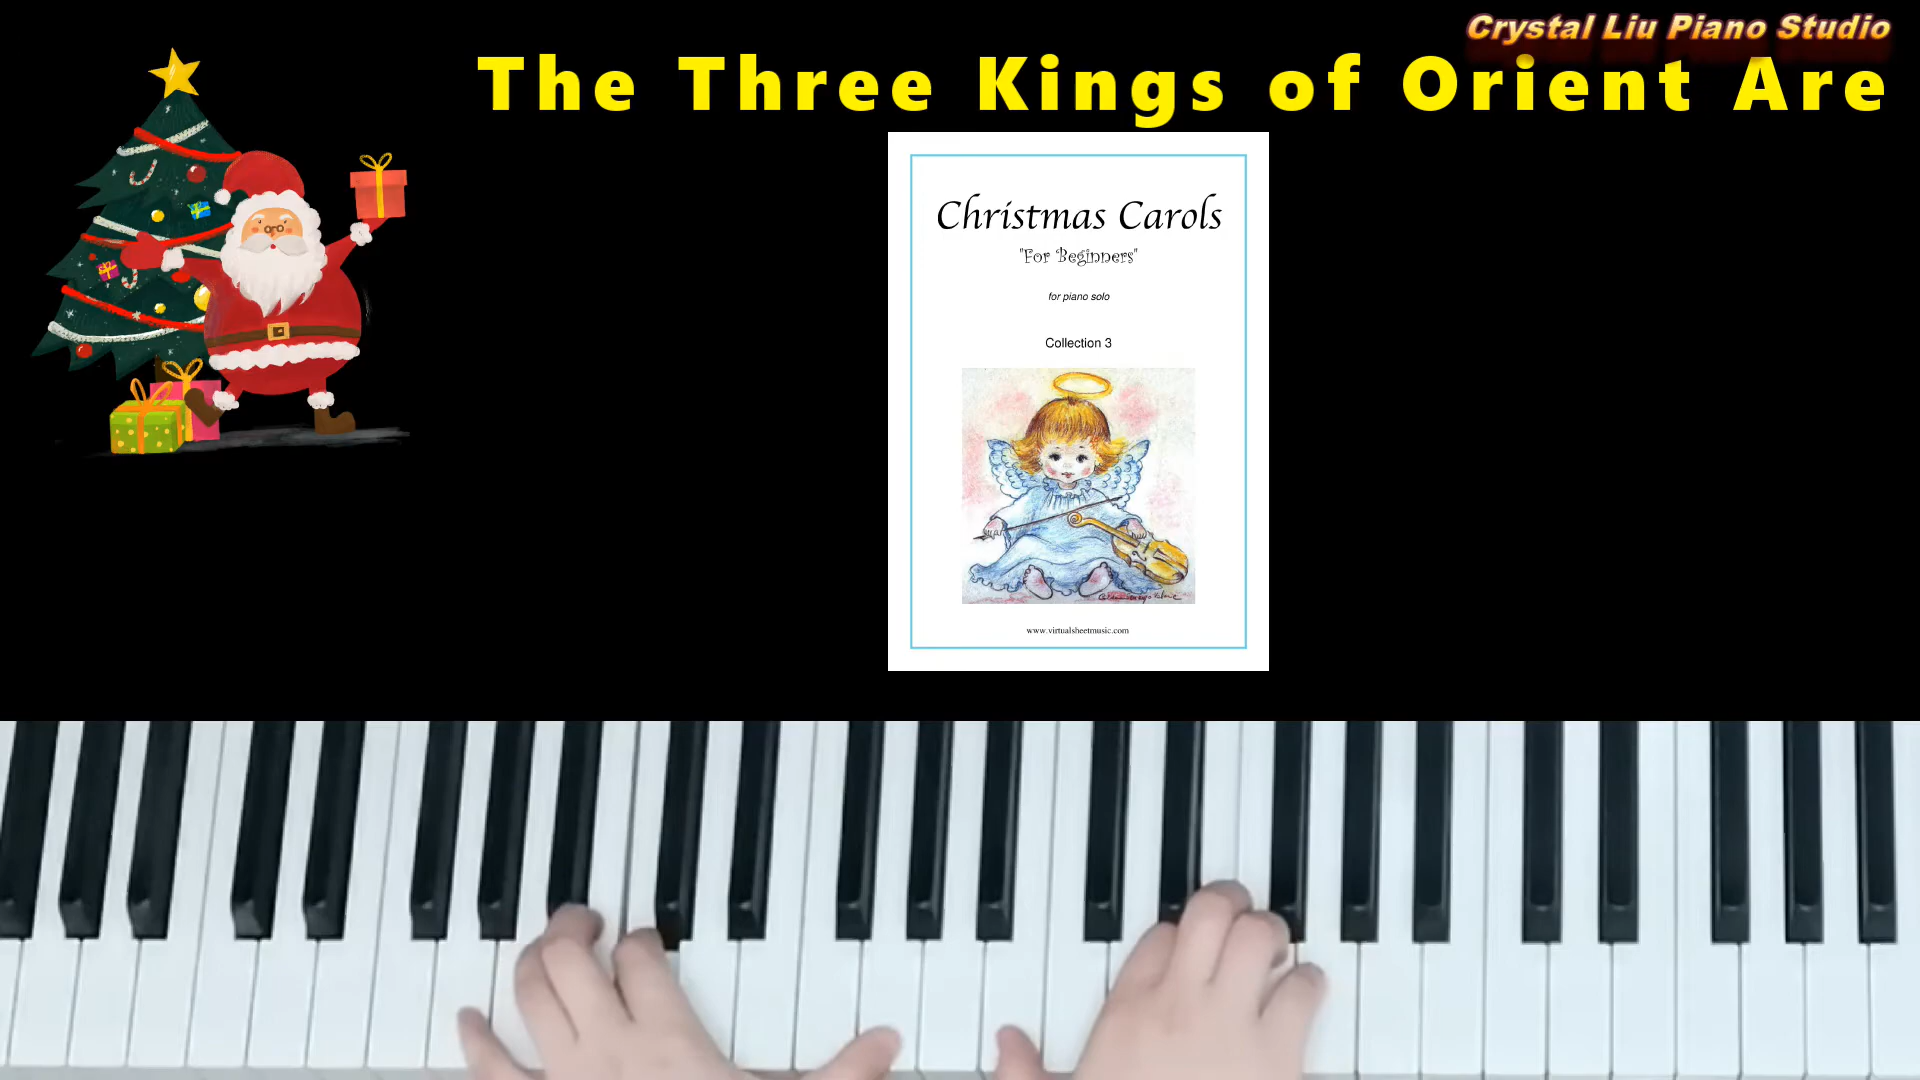 Crystal Liu Piano Studio
The Three Kings of Orient Are
Christmas Carols
"For Beginners"
for piano solo
Collection 3
www.virtualsheetmusic.com